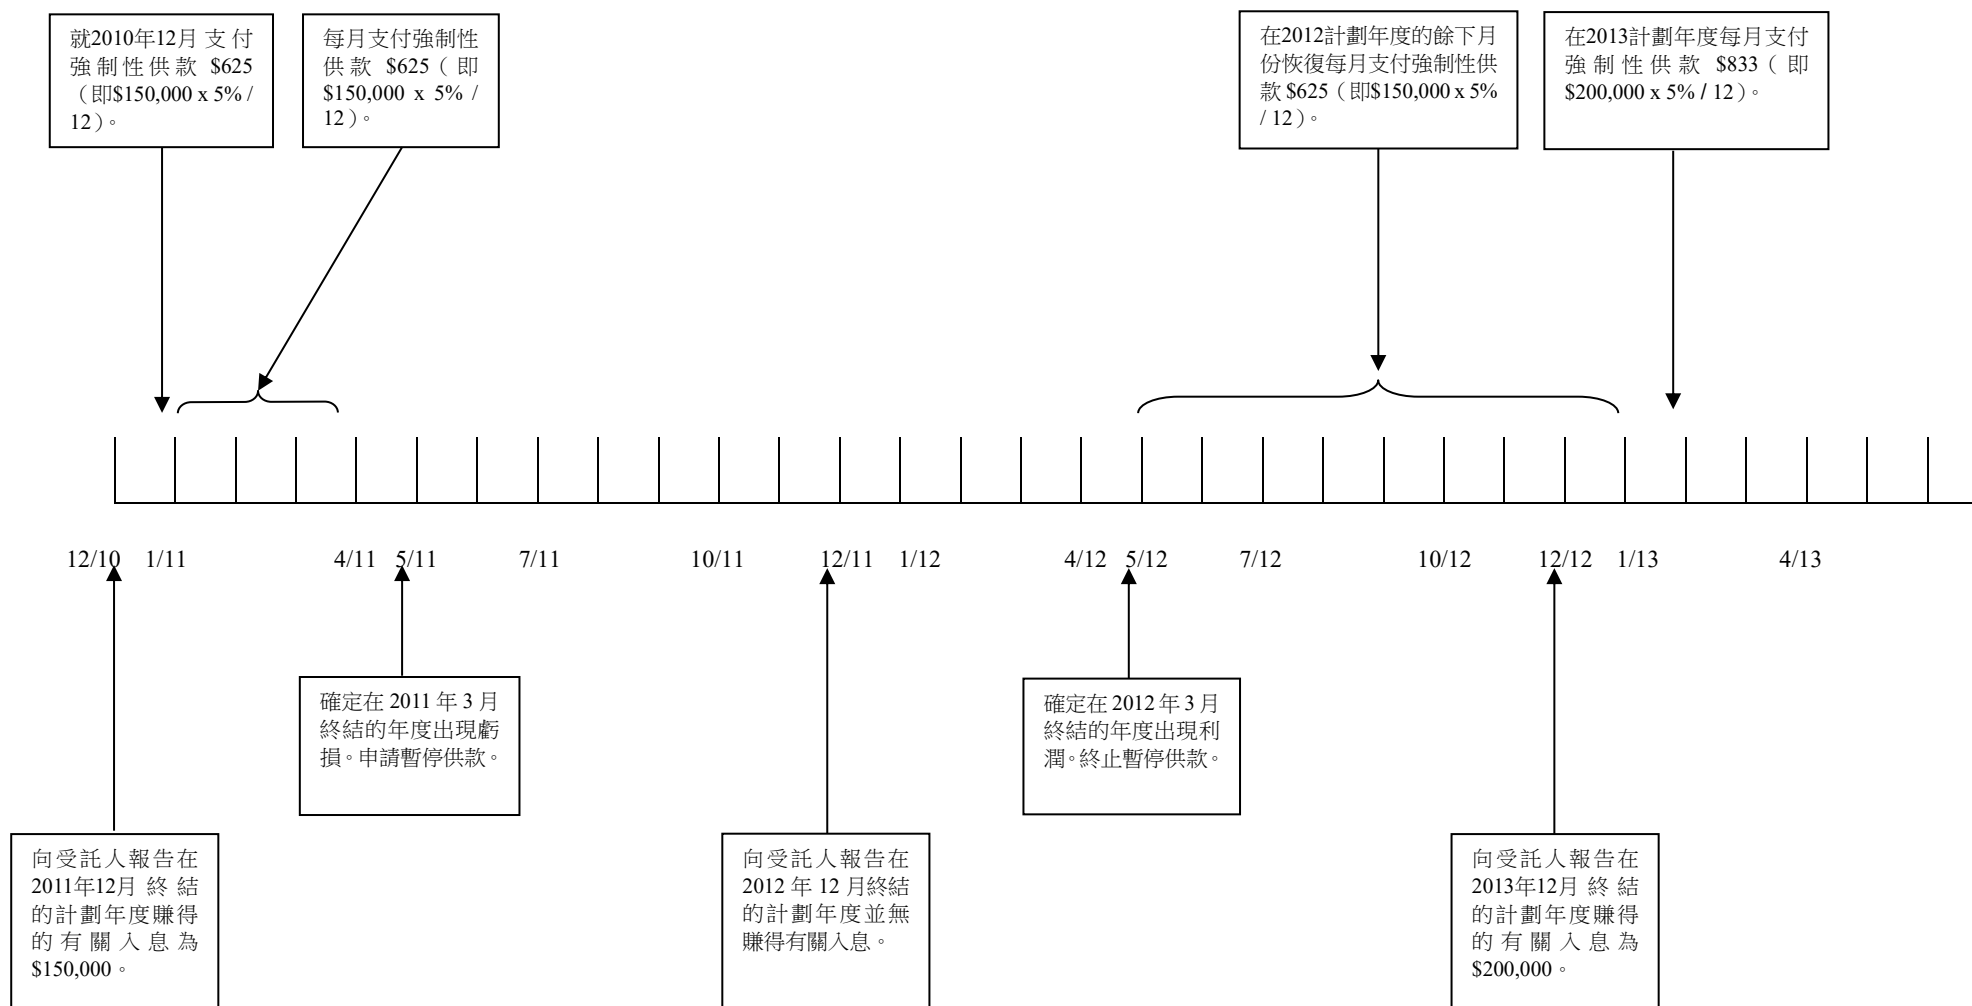 就2010年12月支付
強制性供款 $625
（即$150,000 x 5% /
12）。
每月支付強制性
供款 $625（即
$150,000 x 5% /
12）。
在2012計劃年度的餘下月
份恢復每月支付強制性供
款 $625（即$150,000 x 5%
/ 12）。
在2013計劃年度每月支付
強制性供款 $833（即
$200,000 x 5% / 12）。
12/10 1/11 4/11 5/11 7/11 10/11 12/11 1/12 4/12 5/12 7/12 10/12 12/12 1/13 4/13
確定在 2011 年 3 月
終結的年度出現虧
損。申請暫停供款。
確定在 2012 年 3 月
終結的年度出現利
潤。終止暫停供款。
向受託人報告在
2011年12月終結
的計劃年度賺得
的有關入息為
$150,000。
向受託人報告在
2012 年 12 月終結
的計劃年度並無
賺得有關入息。
向受託人報告在
2013年12月終結
的計劃年度賺得
的有關入息為
$200,000。